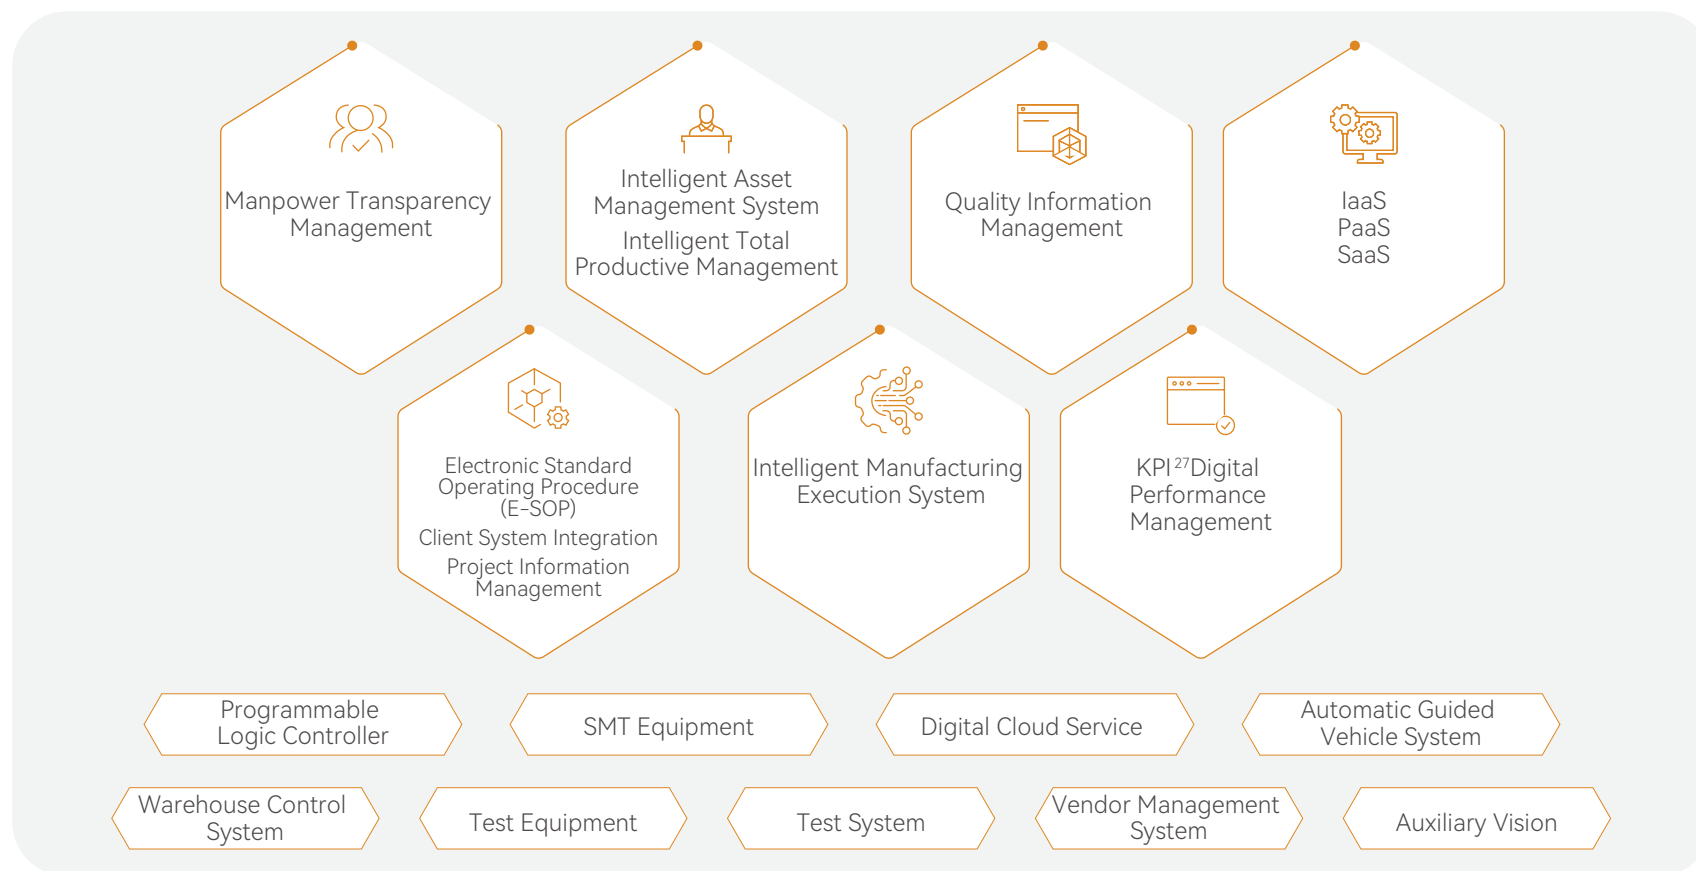 Manpower Transparency
Management
Intelligent Asset
Management System
Intelligent Total
Productive Management
Quality Information
Management
IaaS
PaaS
SaaS
Electronic Standard
Operating Procedure
(E-SOP)
Client System Integration
Project Information
Management
Intelligent Manufacturing
Execution System
KPI27Digital
Performance
Management
Programmable
Logic Controller
SMT Equipment
Digital Cloud Service
Automatic Guided
Vehicle System
Warehouse Control
System
Test Equipment
Test System
Vendor Management
System
Auxiliary Vision